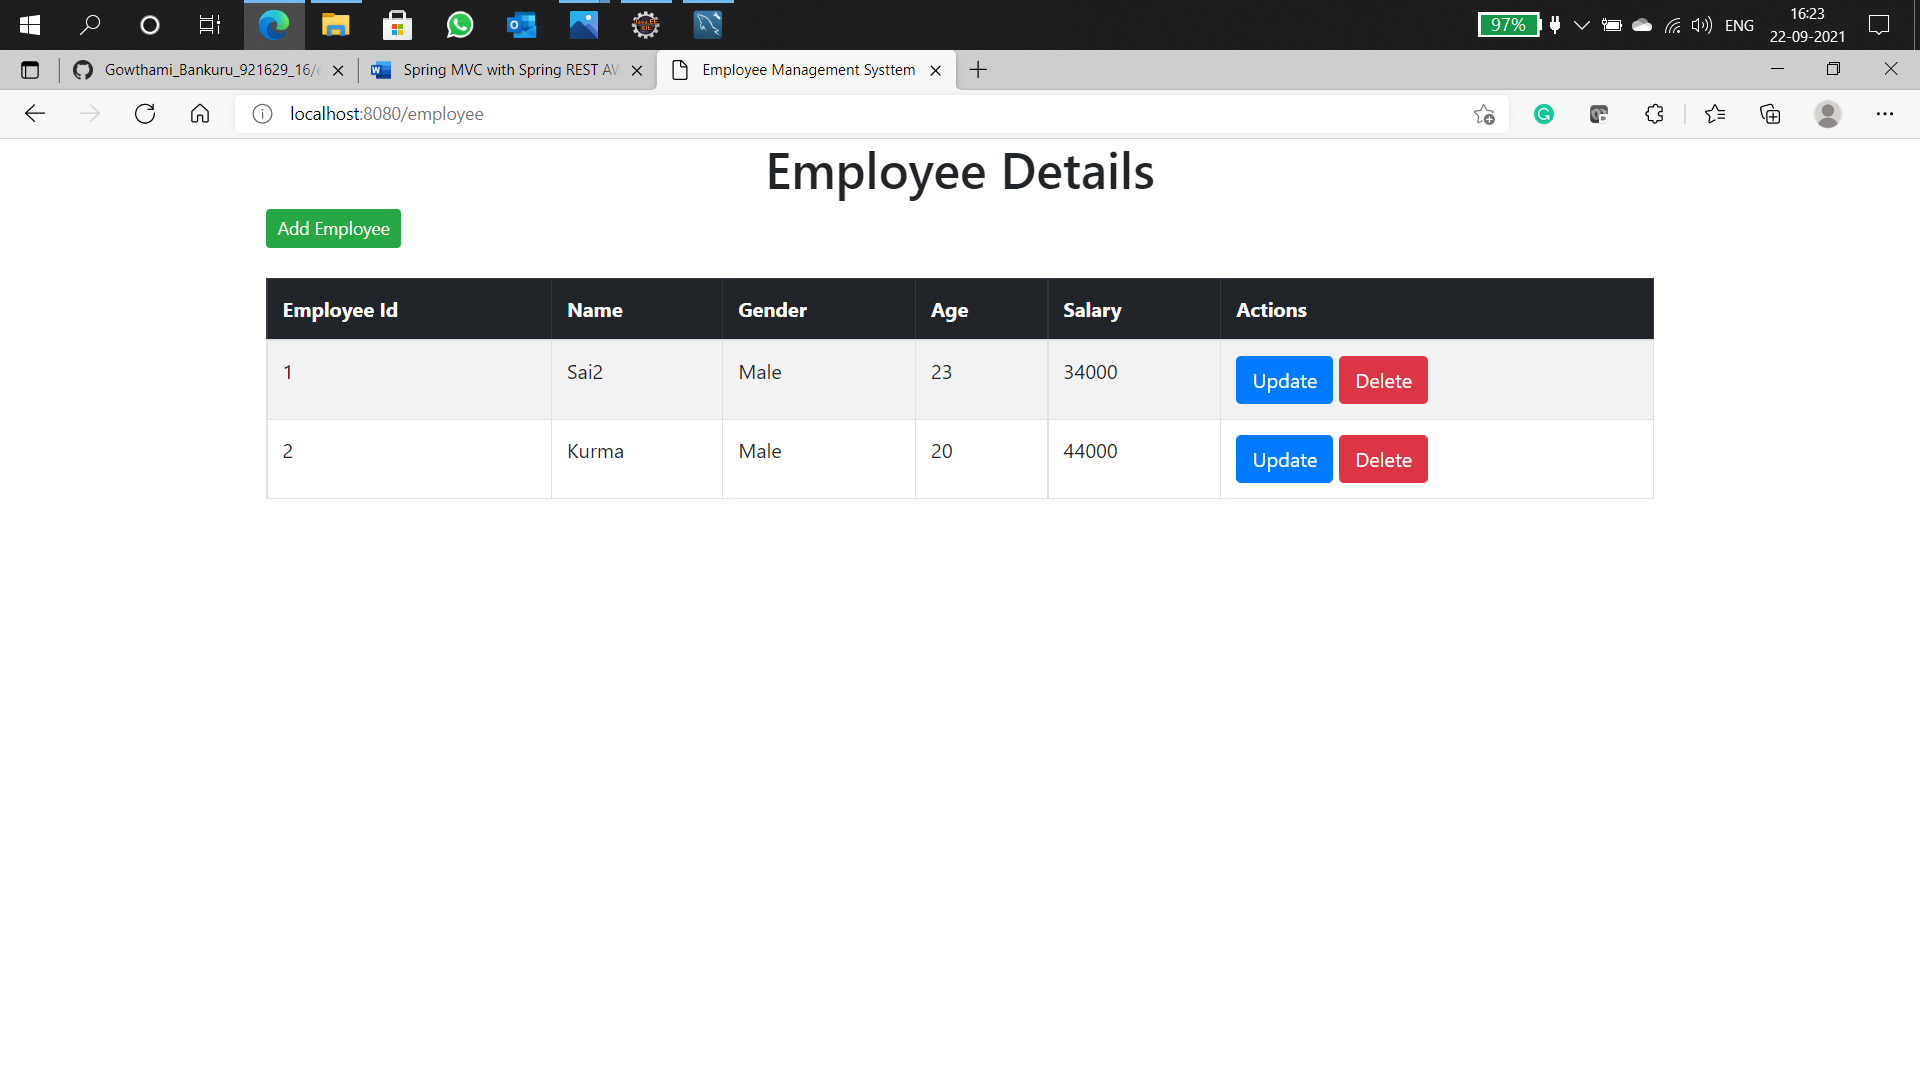 97%
ENG
16:23
22-09-2021
Gowthami_Bankuru_921629_16/
Spring MVC with Spring REST AW
Employee Management Systtem
localhost:8080/employee
Employee Details
Add Employee
Employee Id Name Gender Age Salary Actions
1 Sai2 Male 23 34000 Update Delete
2 Kurma Male 20 44000 Update Delete